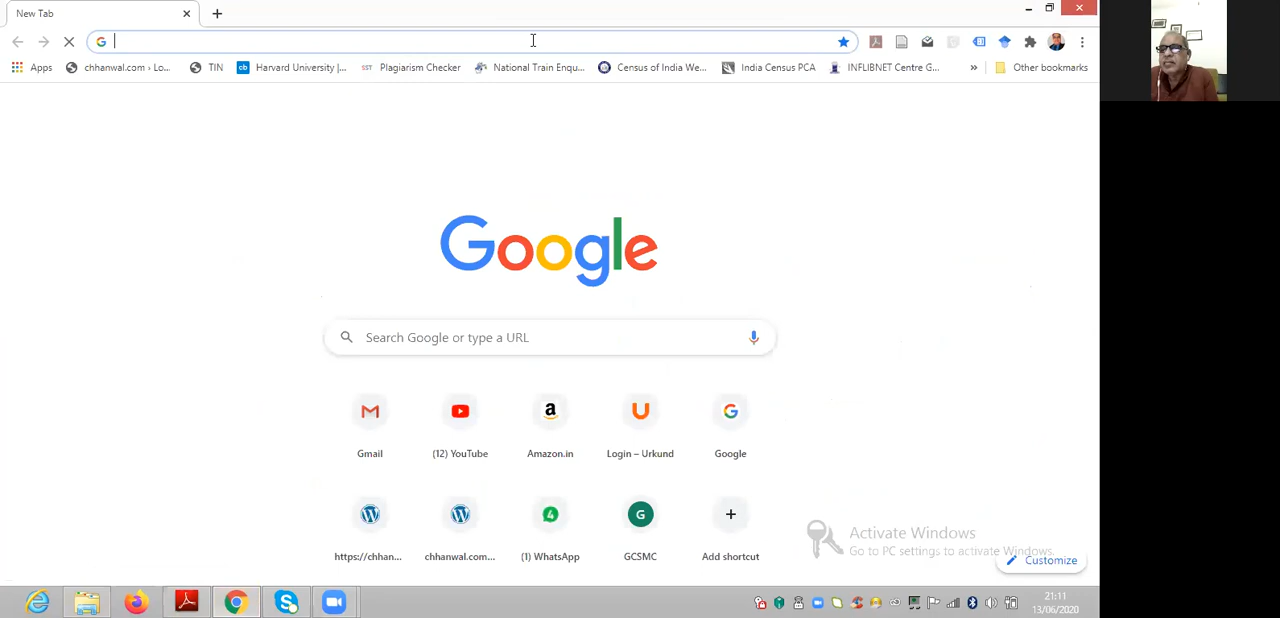 New Tab
Apps
chhanwal.com › Lo...
TIN
cb
Harvard University |...
Plagiarism Checker
National Train Enqu...
Census of India We...
India Census PCA
INFLIBNET Centre G...
»
Other bookmarks
Google
Search Google or type a URL
Gmail
(12) YouTube
Amazon.in
Login – Urkund
Google
4
G
https://chhan...
chhanwal.com...
(1) WhatsApp
GCSMC
Add shortcut
Activate Windows
Go to PC settings to activate Windows.
Customize
21:11
13/06/2020